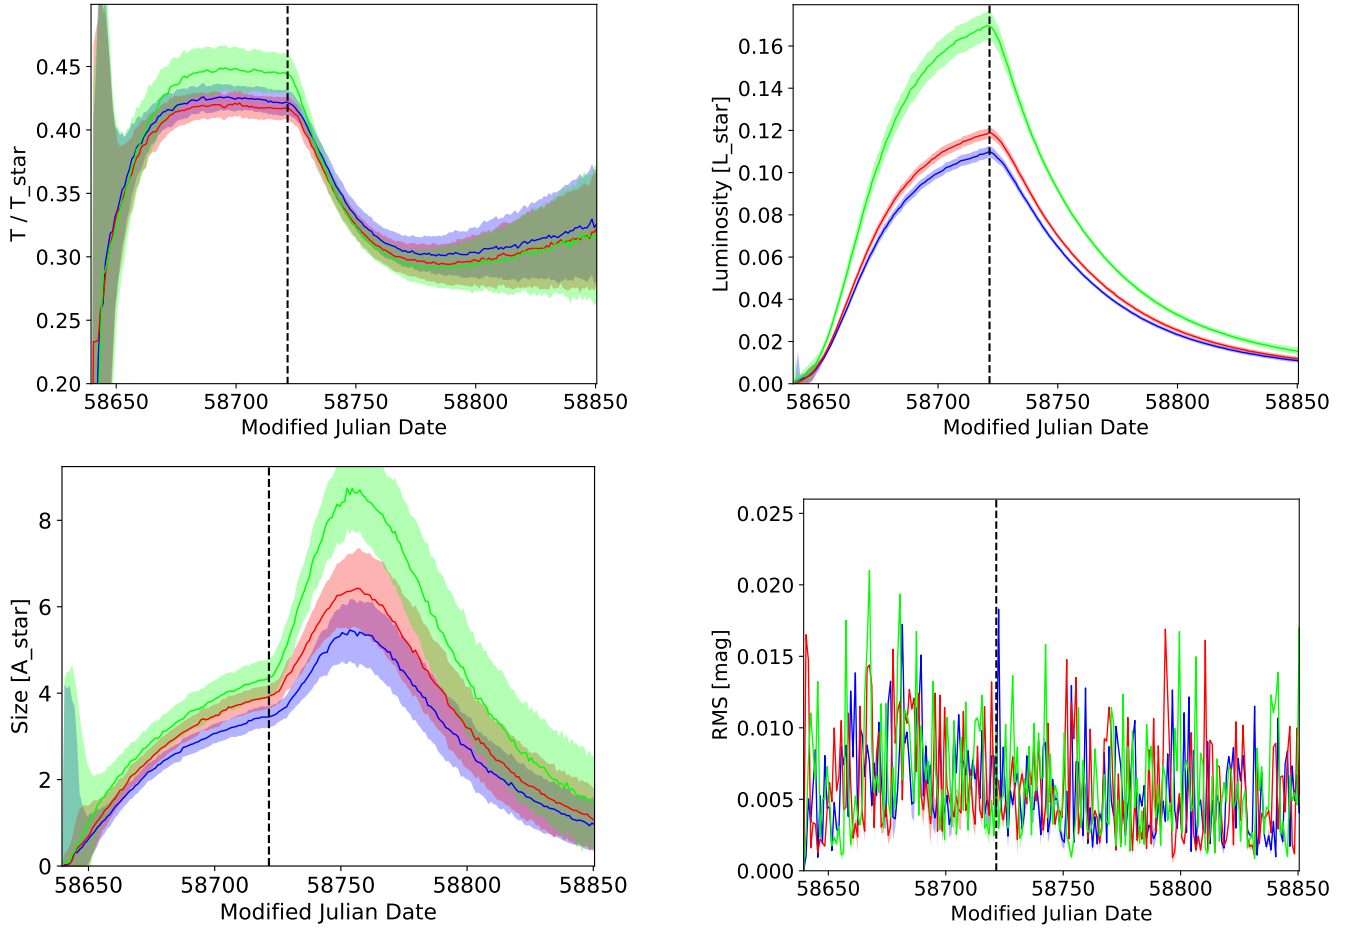 T / T_star
0.45
0.40
0.35
0.30
0.25
0.20
58650 58700 58750 58800 58850
Modified Julian Date
Luminosity [L_star]
0.16
0.14
0.12
0.10
0.08
0.06
0.04
0.02
0.00
58650 58700 58750 58800 58850
Modified Julian Date
Size [A_star]
8
6
4
2
0
58650 58700 58750 58800 58850
Modified Julian Date
RMS [mag]
0.025
0.020
0.015
0.010
0.005
0.000
58650 58700 58750 58800 58850
Modified Julian Date